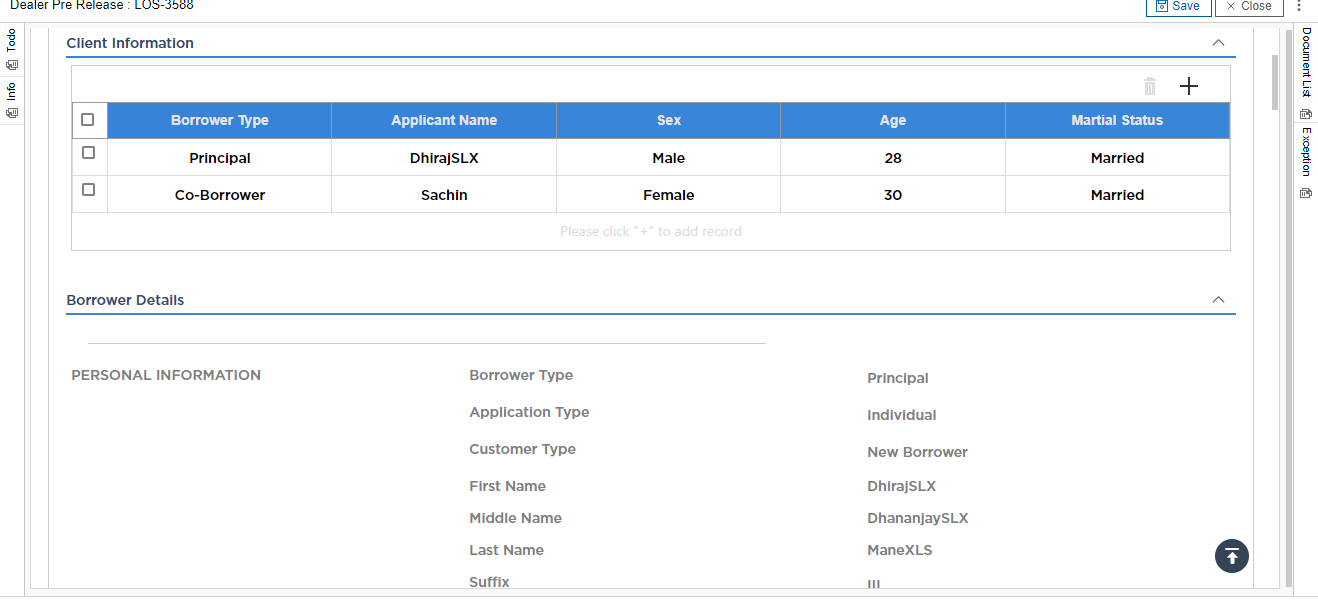 Dealer Pre Release : LOS-3588
Save
Close
Todo
Info
Document List
Exception
Client Information
Borrower Type Applicant Name Sex Age Martial Status
Principal DhirajSLX Male 28 Married
Co-Borrower Sachin Female 30 Married
Please click "+" to add record
Borrower Details
PERSONAL INFORMATION
Borrower Type Principal
Application Type Individual
Customer Type New Borrower
First Name DhirajSLX
Middle Name DhananjaySLX
Last Name ManeXLS
Suffix III